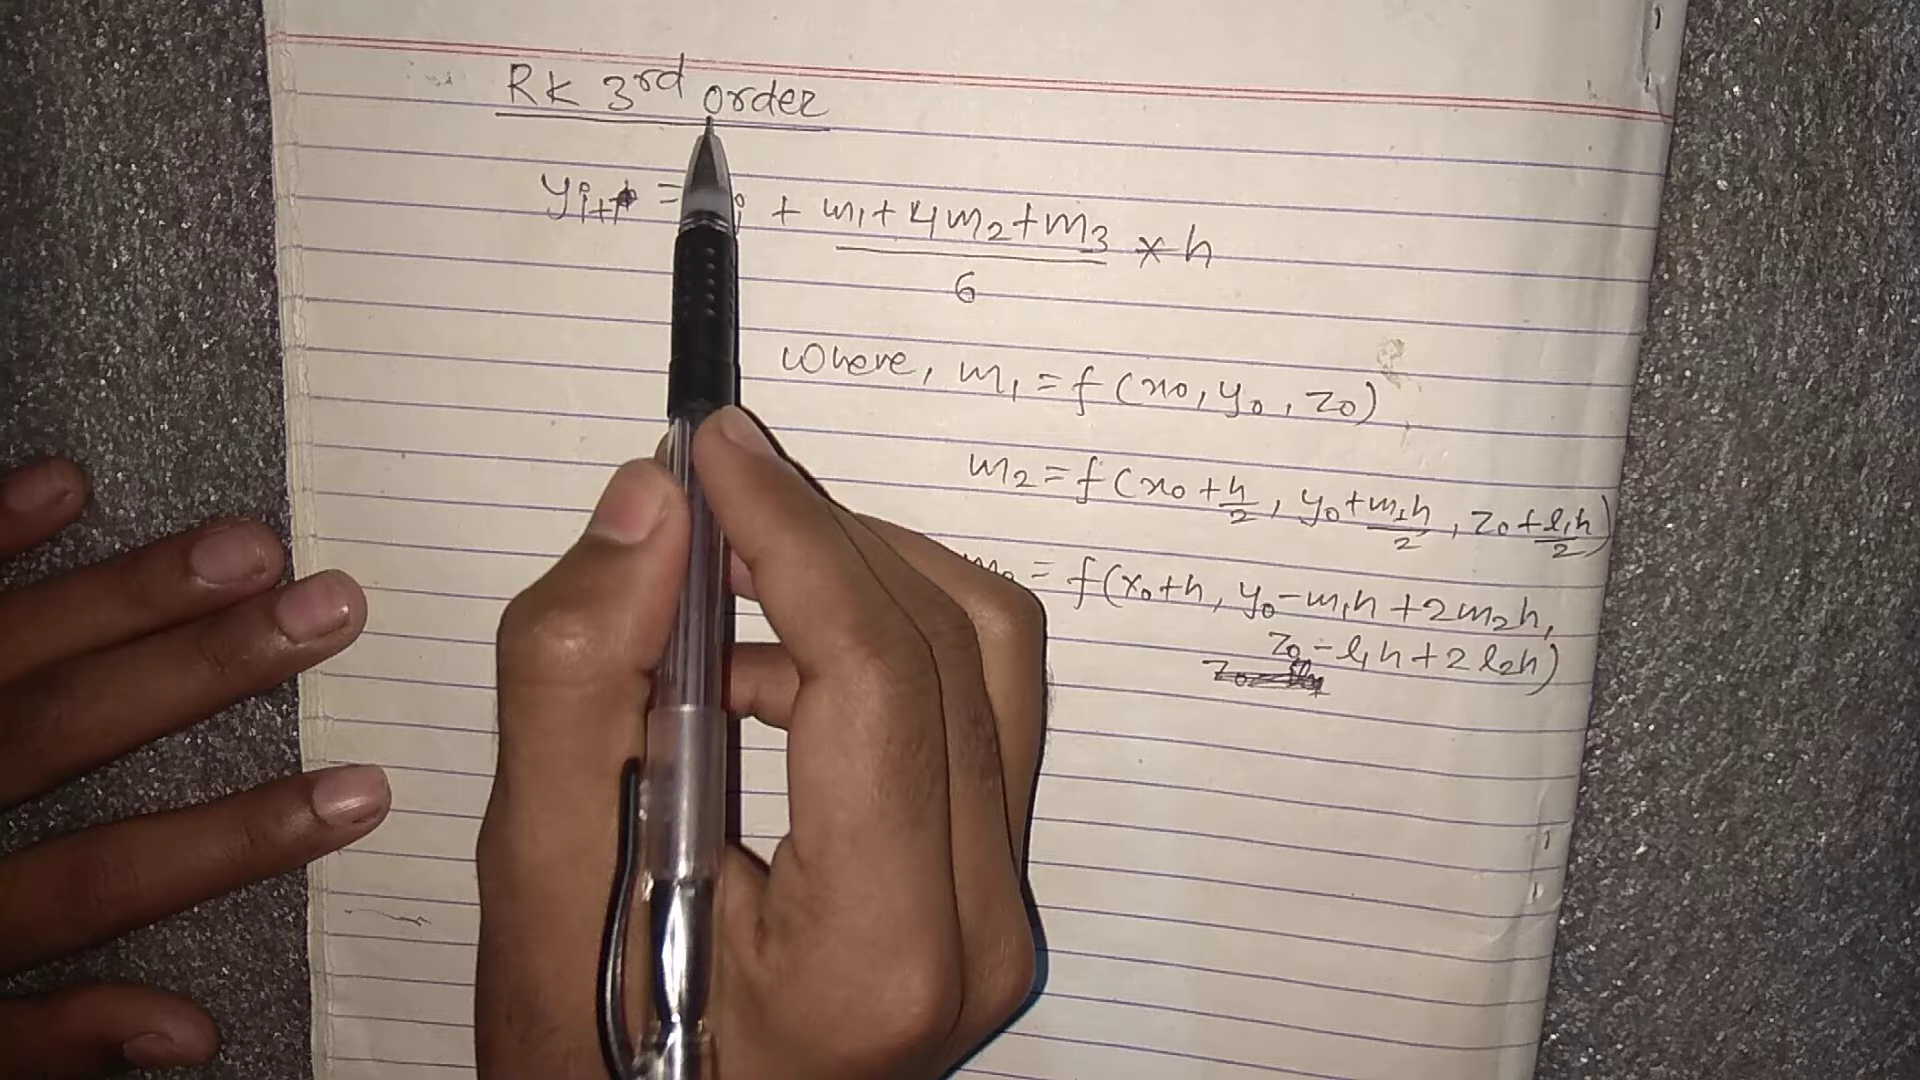 RK 3rd order
yi+1 = i + m1 + 4m2 + m3 * h
6
where, m1 = f (x0, y0, z0)
m2 = f (x0 + h/2, y0 + m1h/2, z0 + l1h/2)
= f(x0+h, y0-m1h+2m2h,
z0-l1h+2l2h)